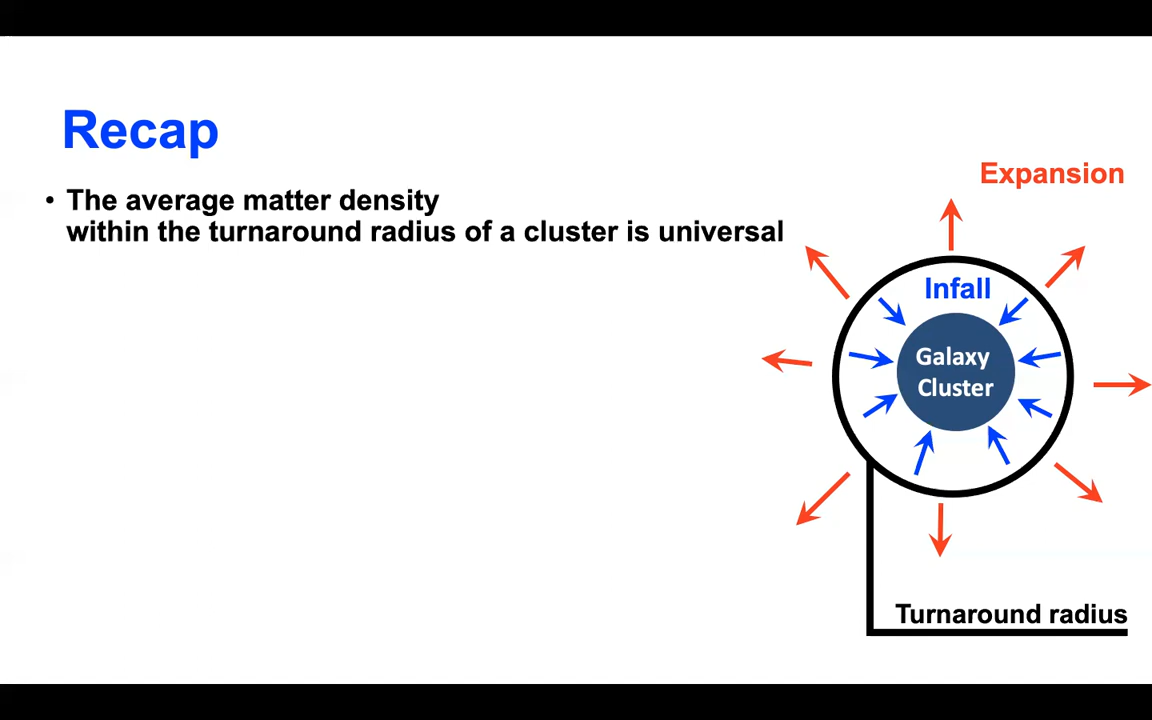 Recap
• The average matter density
within the turnaround radius of a cluster is universal
Expansion
Infall
Galaxy
Cluster
Turnaround radius